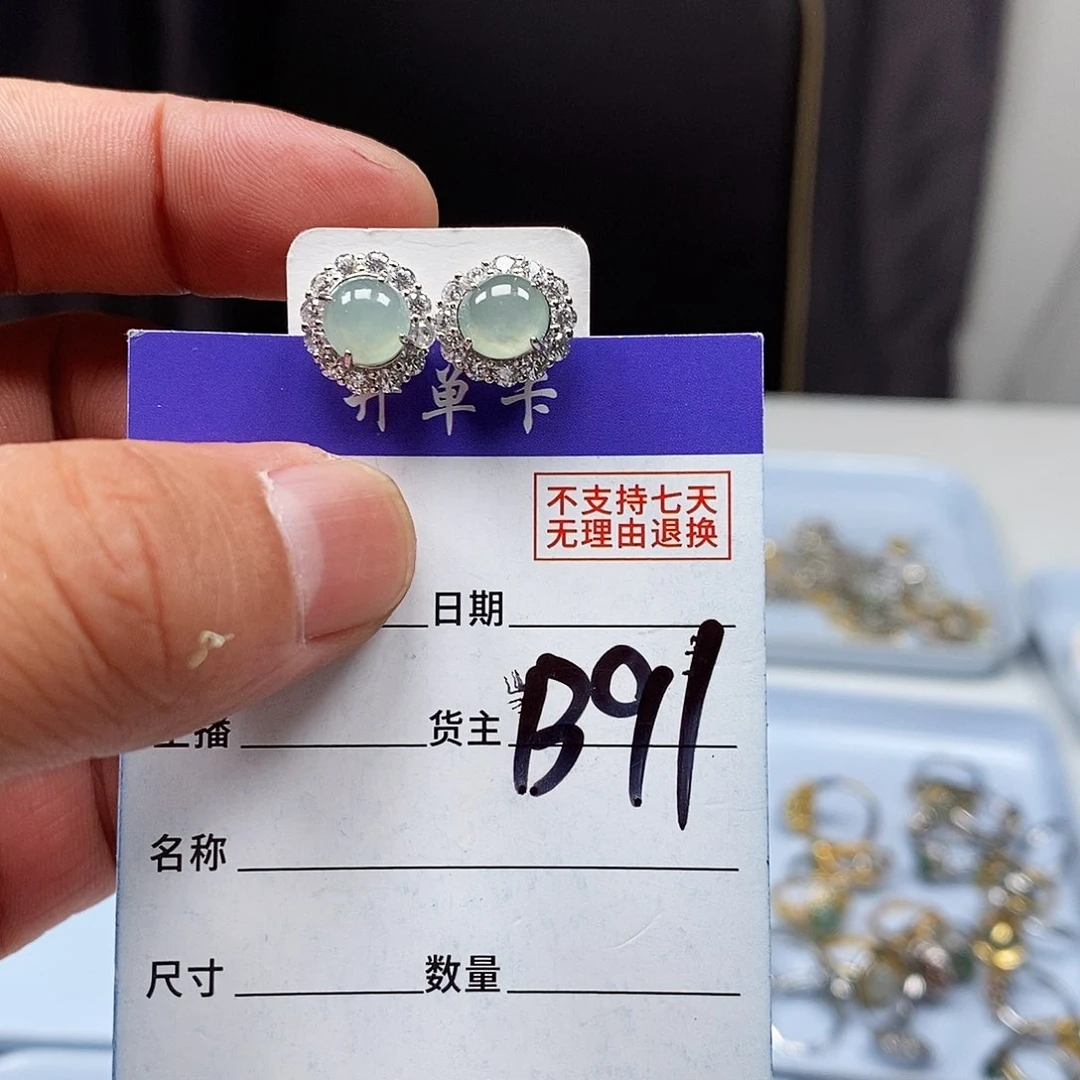 开单卡
不支持七天
无理由退换
日期
主播 货主 B91
名称
尺寸 数量